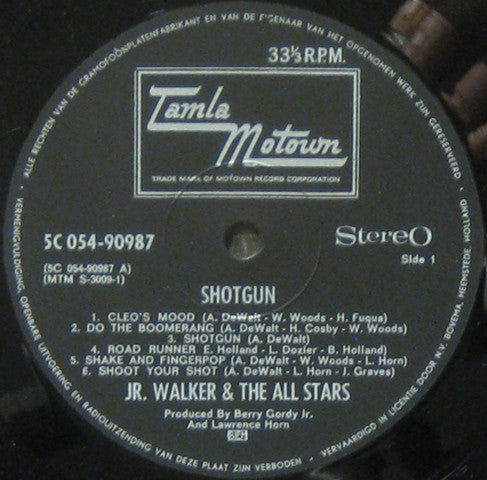 ALLE RECHTEN VAN DE GRAMOFOONPLATENFABRIKANT EN VAN DE EIGENAAR VAN HET OPGENOMEN WERK ZIJN GERESERVEERD.
33⅓ R.P.M.
Tamla
Motown
TRADE MARK OF MOTOWN RECORD CORPORATION
5C 054-90987
(5C 054-90987 A)
(MTM S-3009-1)
Stereo
Side 1
SHOTGUN
1. CLEO'S MOOD (A. DeWalt - W. Woods - H. Fuqua)
2. DO THE BOOMERANG (A. DeWalt - H. Cosby - W. Woods)
3. SHOTGUN (A. DeWalt)
4. ROAD RUNNER E. Holland - L. Dozier - B. Holland)
5. SHAKE AND FINGERPOP (A. DeWalt - W. Woods - L. Horn)
6. SHOOT YOUR SHOT (A. DeWalt - L. Horn - J. Graves)
JR. WALKER & THE ALL STARS
Produced By Berry Gordy Jr.
And Lawrence Horn
VERMENIGVULDIGING, OPENBARE UITVOERING EN RADIOUITZENDING VAN DEZE PLAAT ZIJN VERBODEN - VERVAARDIGD IN LICENTIE DOOR N.V. BOVEMA, HEEMSTEDE, HOLLAND